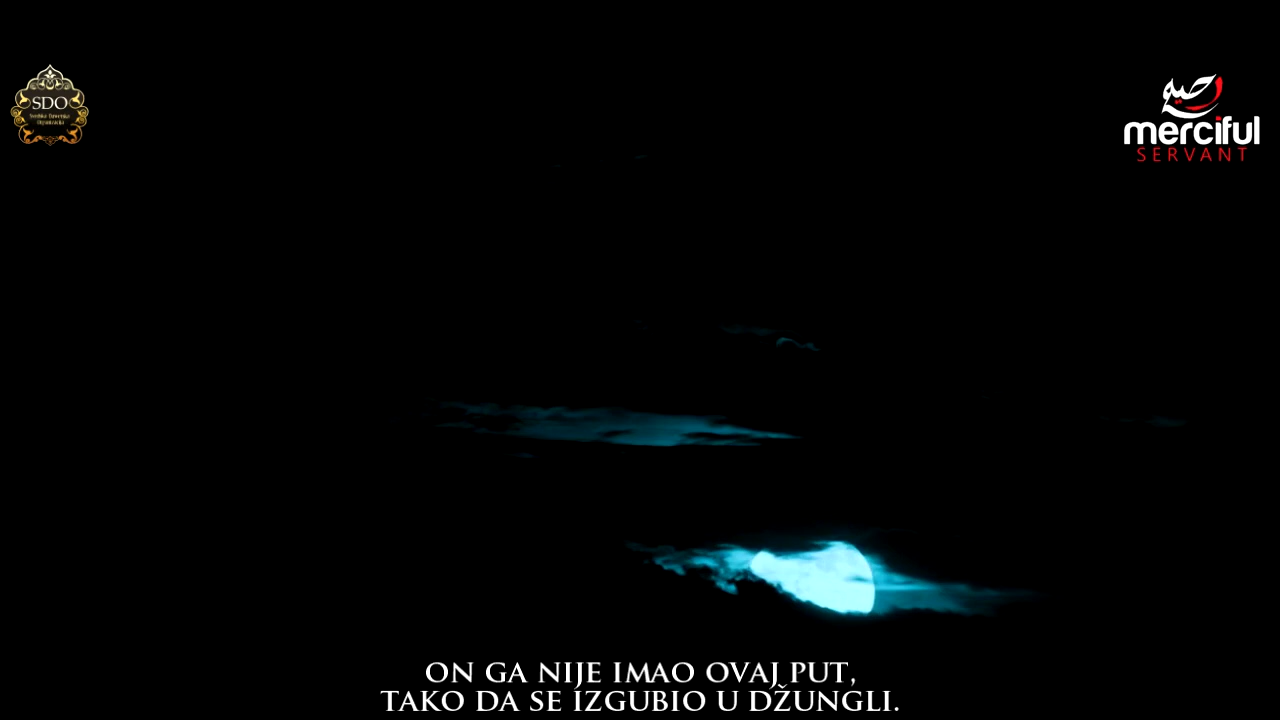 SDO
merciful
SERVANT
ON GA NIJE IMAO OVAJ PUT,
TAKO DA SE IZGUBIO U DŽUNGLI.